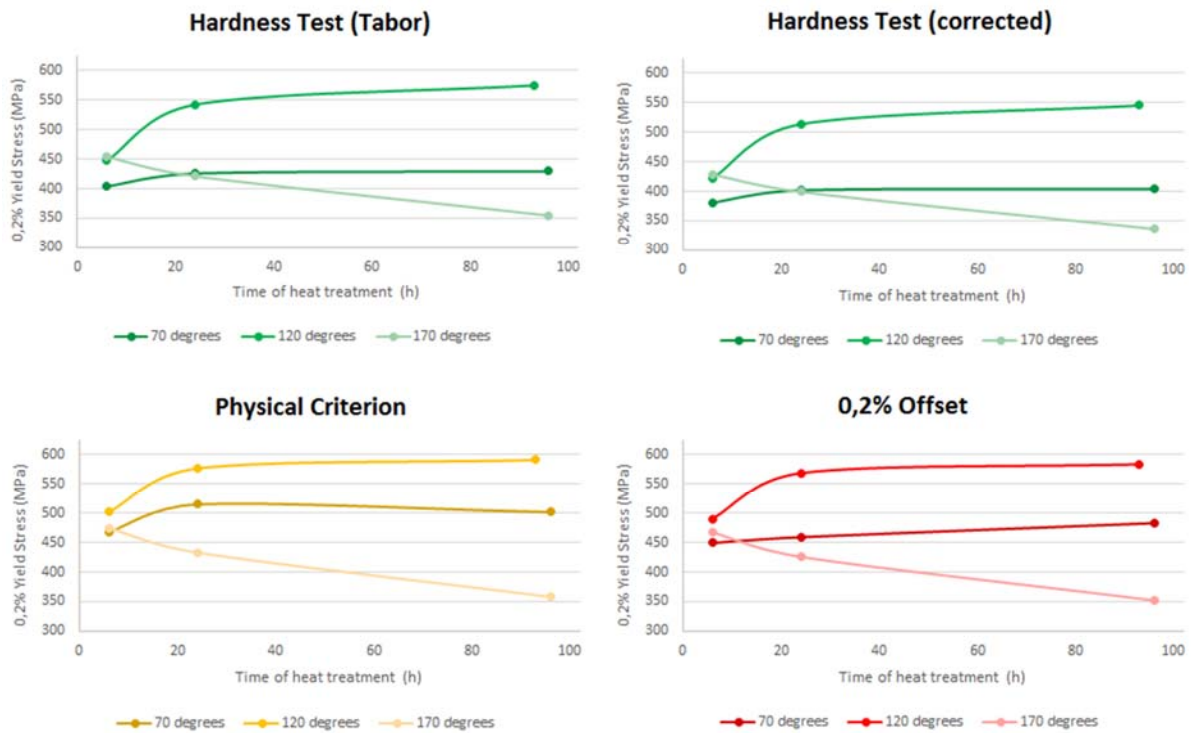 Hardness Test (Tabor)
0,2% Yield Stress (MPa)
600
550
500
450
400
350
300
0 20 40 60 80 100
Time of heat treatment (h)
70 degrees 120 degrees 170 degrees
Hardness Test (corrected)
0,2% Yield Stress (MPa)
600
550
500
450
400
350
300
0 20 40 60 80 100
Time of heat treatment (h)
70 degrees 120 degrees 170 degrees
Physical Criterion
0,2% Yield Stress (MPa)
600
550
500
450
400
350
300
0 20 40 60 80 100
Time of heat treatment (h)
70 degrees 120 degrees 170 degrees
0,2% Offset
0,2% Yield Stress (MPa)
600
550
500
450
400
350
300
0 20 40 60 80 100
Time of heat treatment (h)
70 degrees 120 degrees 170 degrees